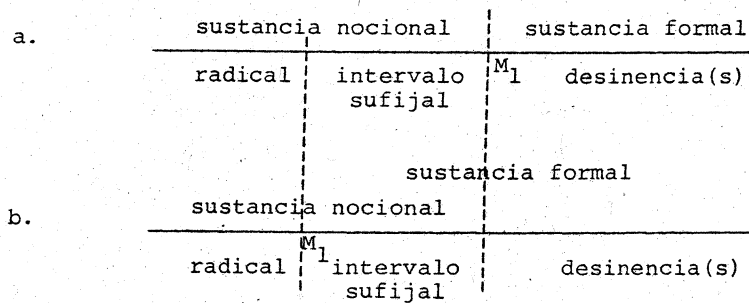 a.
sustancia nocional sustancia formal
radical intervalo M1 desinencia(s)
sufijal
sustancia formal
sustancia nocional
b.
M1
radical intervalo desinencia(s)
sufijal